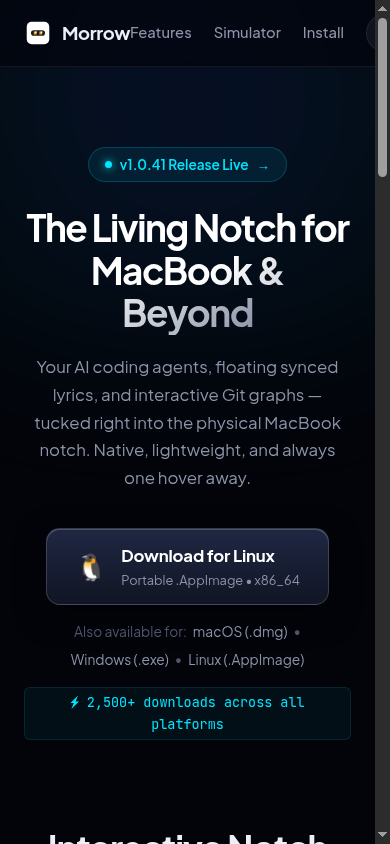 Morrow Features Simulator Install
v1.0.41 Release Live →
The Living Notch for
MacBook &
Beyond
Your AI coding agents, floating synced
lyrics, and interactive Git graphs —
tucked right into the physical MacBook
notch. Native, lightweight, and always
one hover away.
Download for Linux
Portable .AppImage • x86_64
Also available for: macOS (.dmg) •
Windows (.exe) • Linux (.AppImage)
⚡ 2,500+ downloads across all
platforms
Interactive Notch